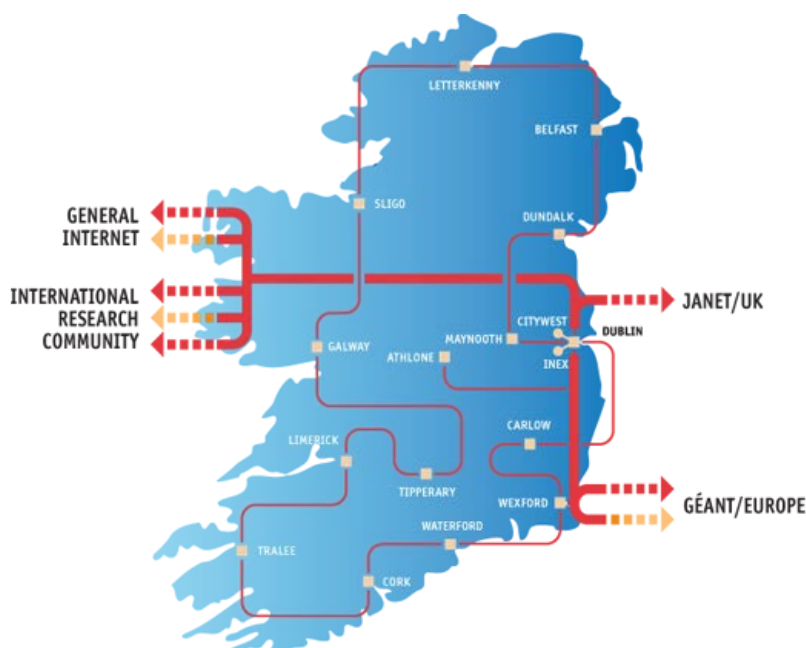 LETTERKENNY
BELFAST
SLIGO
GENERAL
INTERNET
DUNDALK
INTERNATIONAL
RESEARCH
COMMUNITY
JANET/UK
CITYWEST
DUBLIN
MAYNOOTH
GALWAY
ATHLONE
INEX
CARLOW
LIMERICK
TIPPERARY
WEXFORD
GÉANT/EUROPE
WATERFORD
TRALEE
CORK